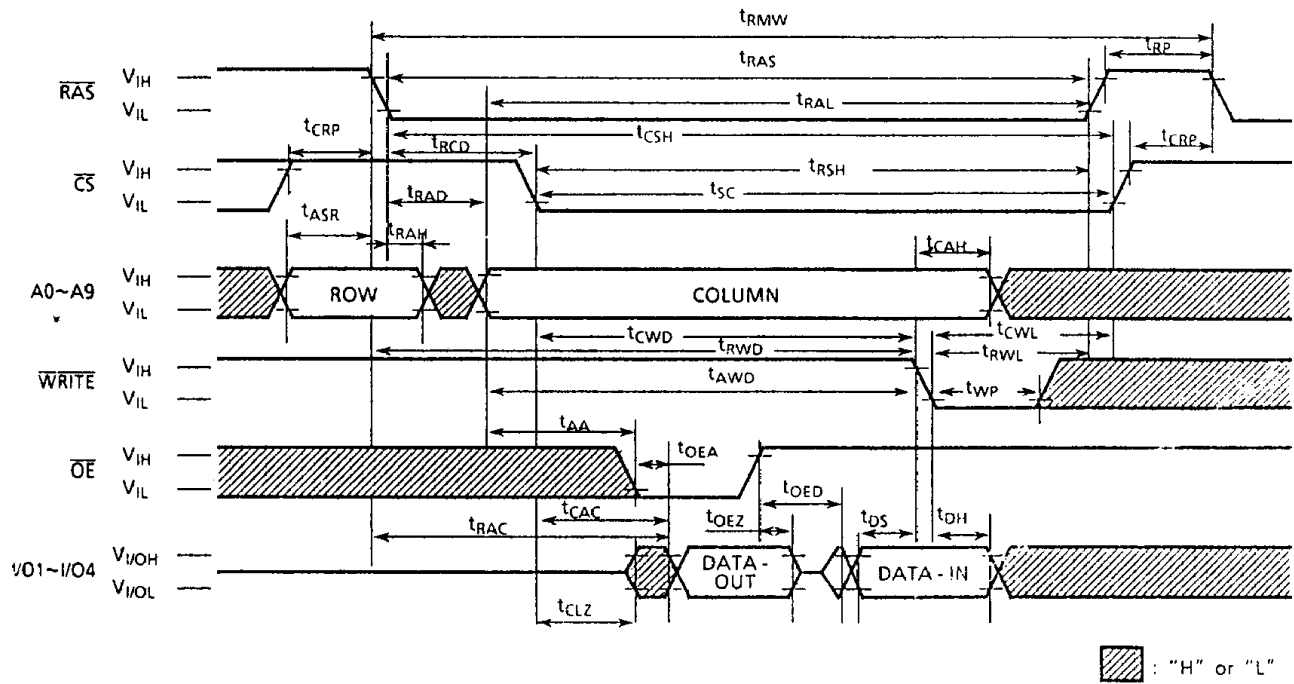 tRMW
tRP
tRAS
RAS
VIH
VIL
tRAL
tCRP
tCSH
tRCD
tCRP
CS
VIH
VIL
tRSH
tSC
tRAD
tASR
tRAH
tCAH
A0~A9
VIH
VIL
ROW
COLUMN
tCWD
tCWL
tRWD
tRWL
WRITE
VIH
VIL
tAWD
tWP
tAA
tOEA
OE
VIH
VIL
tOED
tCAC
tOEZ
tDS
tDH
tRAC
I/O1~I/O4
VI/OH
VI/OL
DATA - OUT
DATA - IN
tCLZ
: "H" or "L"